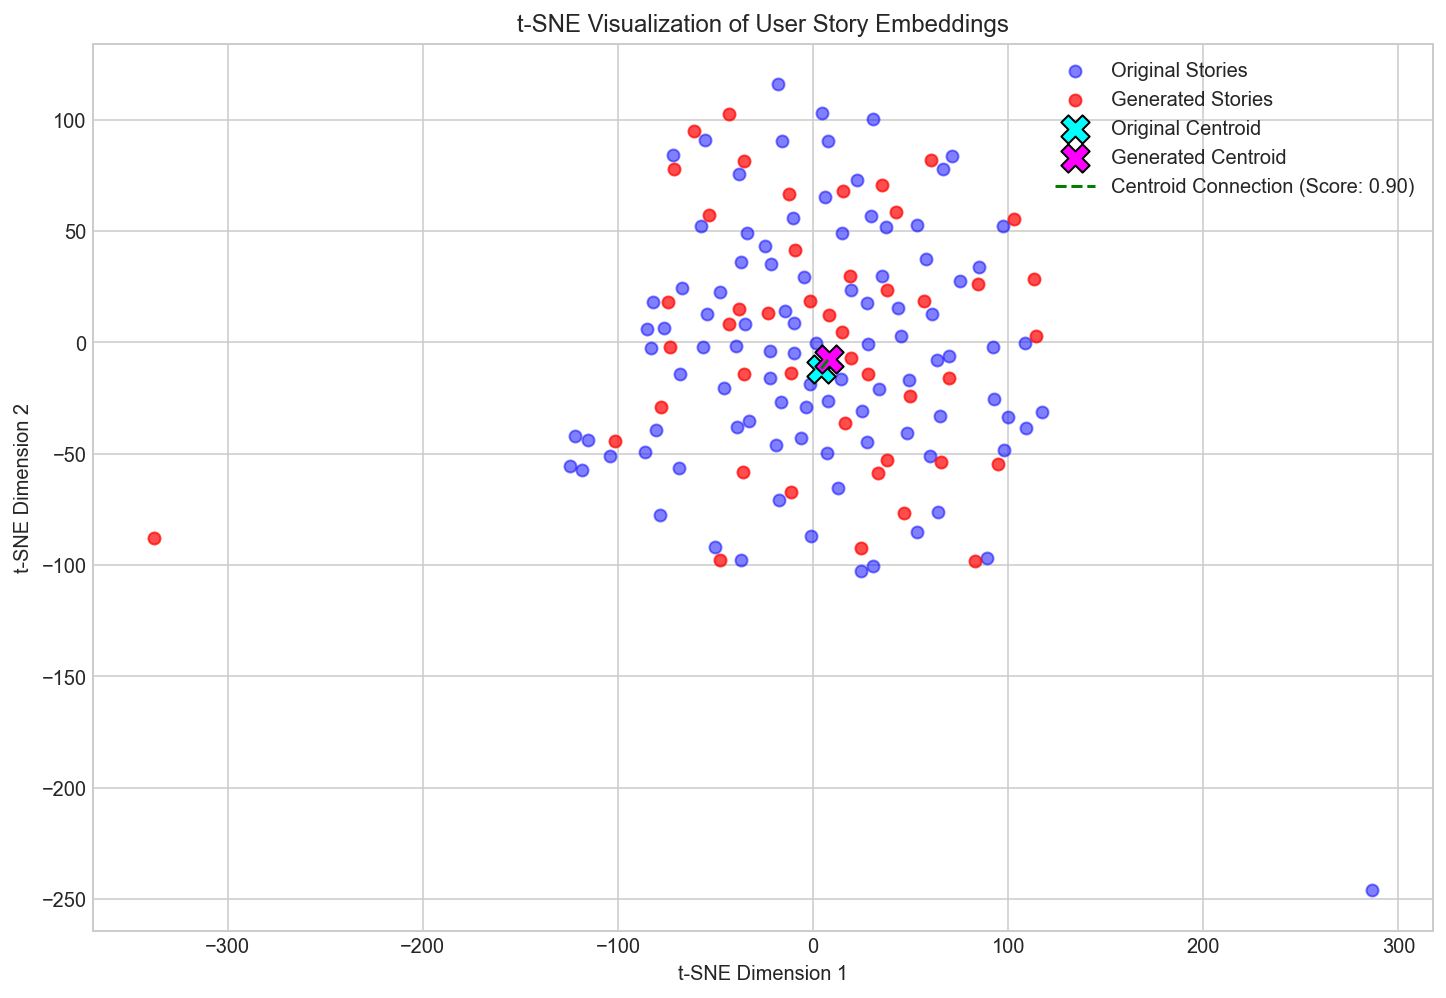 t-SNE Visualization of User Story Embeddings
Original Stories
Generated Stories
Original Centroid
Generated Centroid
Centroid Connection (Score: 0.90)
t-SNE Dimension 2
100
50
0
−50
−100
−150
−200
−250
−300
−200
−100
0
100
200
300
t-SNE Dimension 1